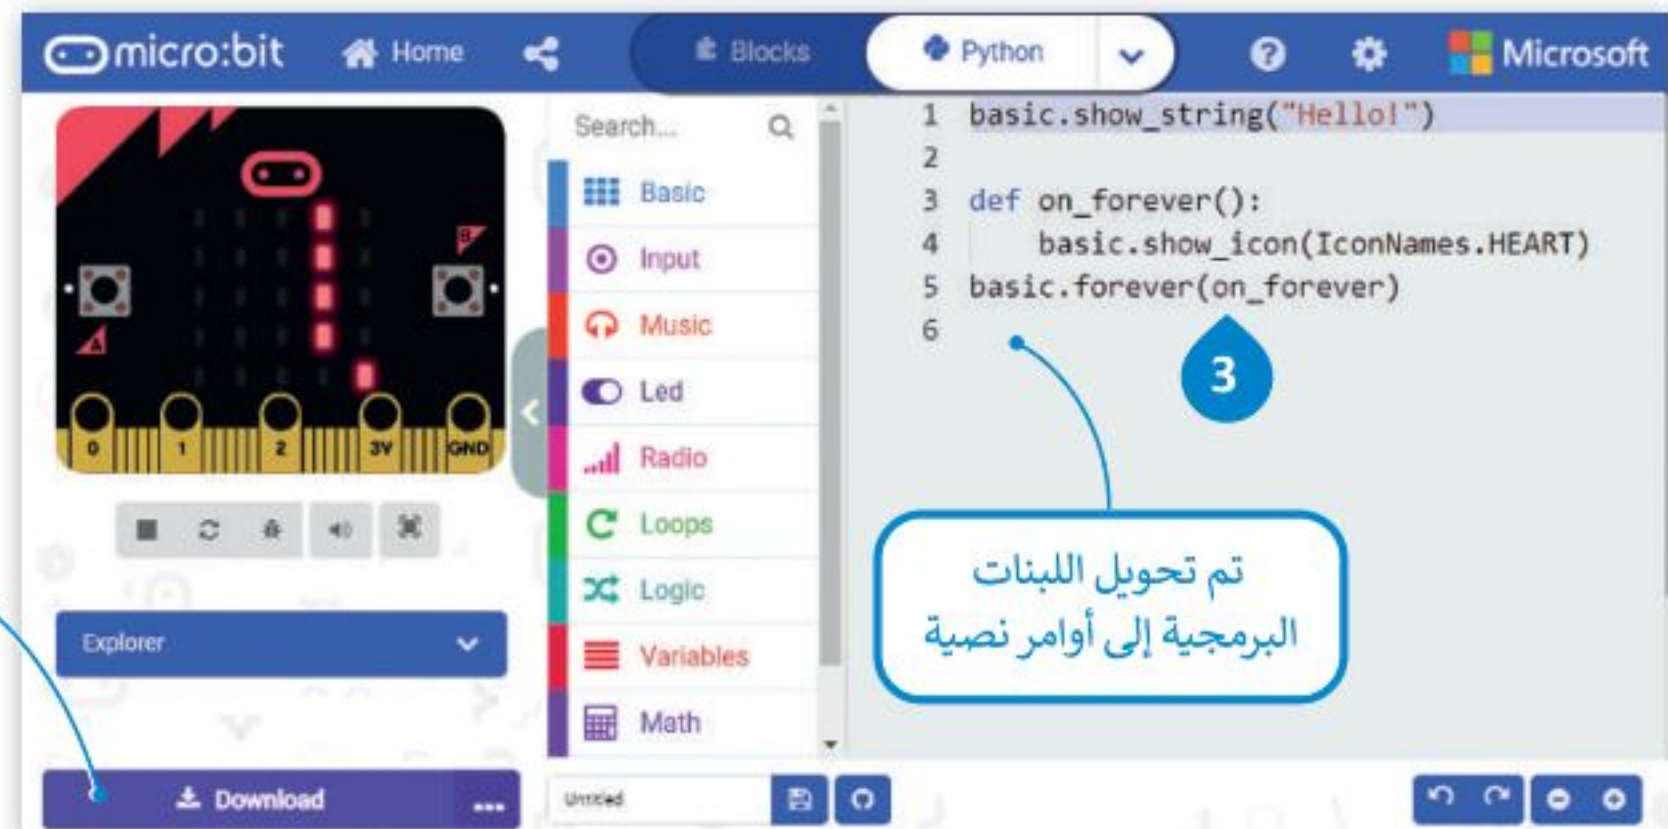 micro:bit Home Blocks Python Microsoft
B
A
0 1 2 3V GND
Explorer
Download ...
Search...
Basic
Input
Music
Led
Radio
Loops
Logic
Variables
Math
Untitled
1 basic.show_string("Hello!")
2
3 def on_forever():
4 basic.show_icon(IconNames.HEART)
5 basic.forever(on_forever)
6
3
تم تحويل اللبنات
البرمجية إلى أوامر نصية